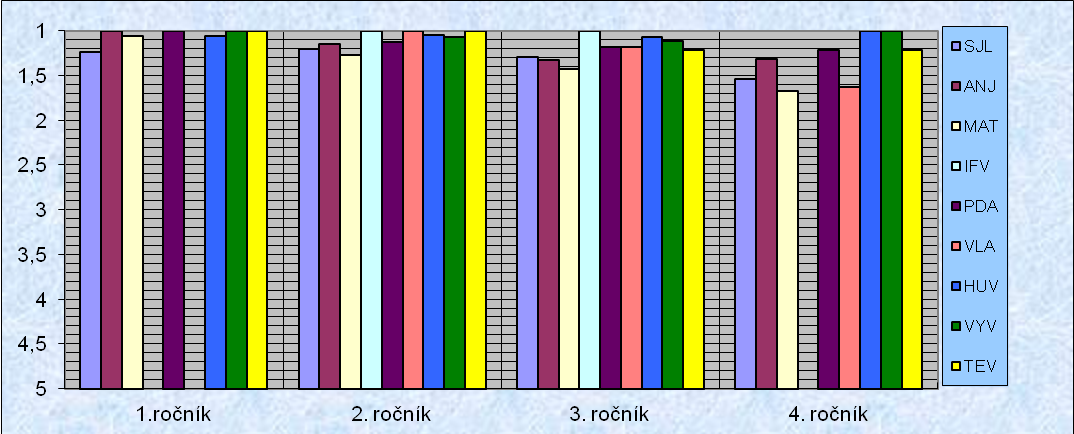 1
1,5
2
2,5
3
3,5
4
4,5
5
1.ročník
2. ročník
3. ročník
4. ročník
SJL
ANJ
MAT
IFV
PDA
VLA
HUV
VYV
TEV